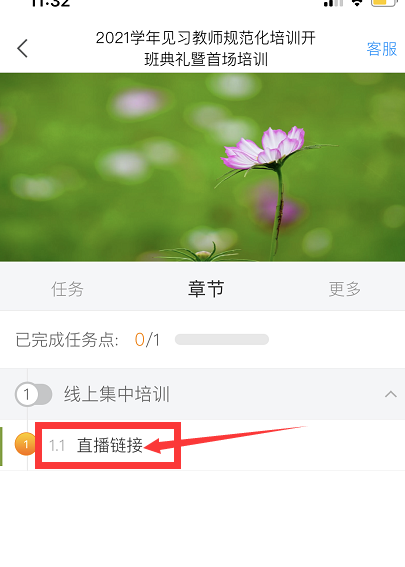 11:32
2021学年见习教师规范化培训开
班典礼暨首场培训
客服
任务
章节
更多
已完成任务点: 0/1
1 线上集中培训
1 1.1 直播链接